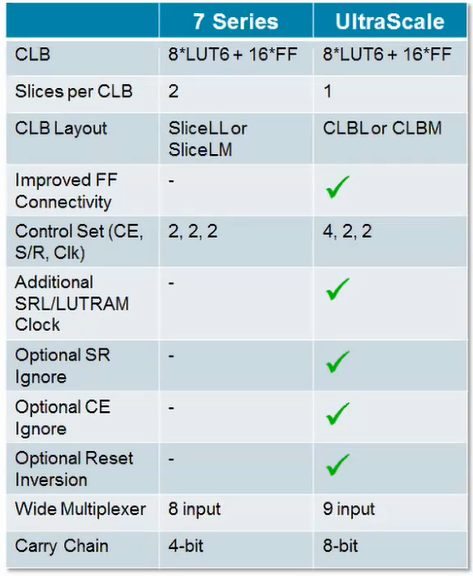 7 Series UltraScale
CLB 8*LUT6 + 16*FF 8*LUT6 + 16*FF
Slices per CLB 2 1
CLB Layout SliceLL or CLBL or CLBM
SliceLM
Improved FF - ✓
Connectivity
Control Set (CE, 2, 2, 2 4, 2, 2
S/R, Clk)
Additional - ✓
SRL/LUTRAM
Clock
Optional SR - ✓
Ignore
Optional CE - ✓
Ignore
Optional Reset - ✓
Inversion
Wide Multiplexer 8 input 9 input
Carry Chain 4-bit 8-bit